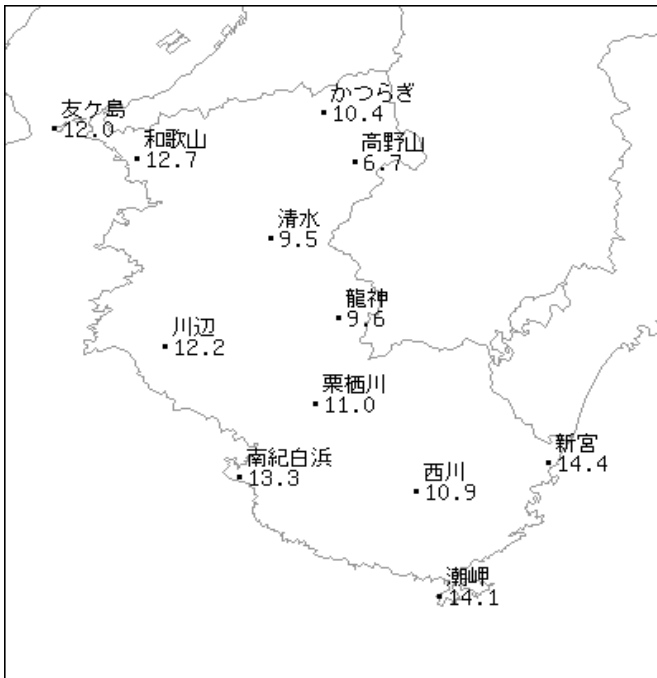 かつらぎ
10.4
友ケ島
12.0
和歌山
12.7
高野山
6.7
清水
9.5
龍神
9.6
川辺
12.2
栗栖川
11.0
新宮
14.4
南紀白浜
13.3
西川
10.9
潮岬
14.1